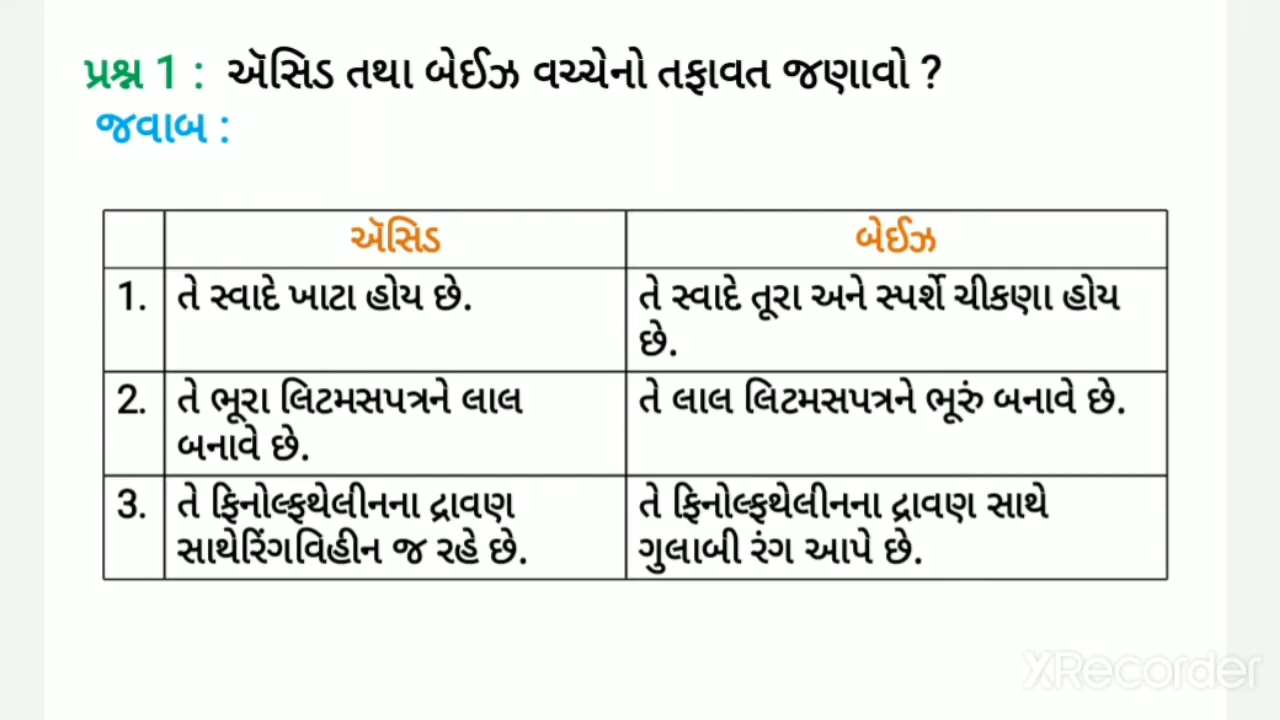 પ્રશ્ન 1 : ઍસિડ તથા બેઈઝ વચ્ચેનો તફાવત જણાવો ?
જવાબ :
ઍસિડ બેઈઝ
1. તે સ્વાદે ખાટા હોય છે. તે સ્વાદે તૂરા અને સ્પર્શે ચીકણા હોય
છે.
2. તે ભૂરા લિટમસપત્રને લાલ તે લાલ લિટમસપત્રને ભૂરું બનાવે છે.
બનાવે છે.
3. તે ફિનોલ્ફથેલીનના દ્રાવણ તે ફિનોલ્ફથેલીનના દ્રાવણ સાથે
સાથેરિંગવિહીન જ રહે છે. ગુલાબી રંગ આપે છે.
XRecorder